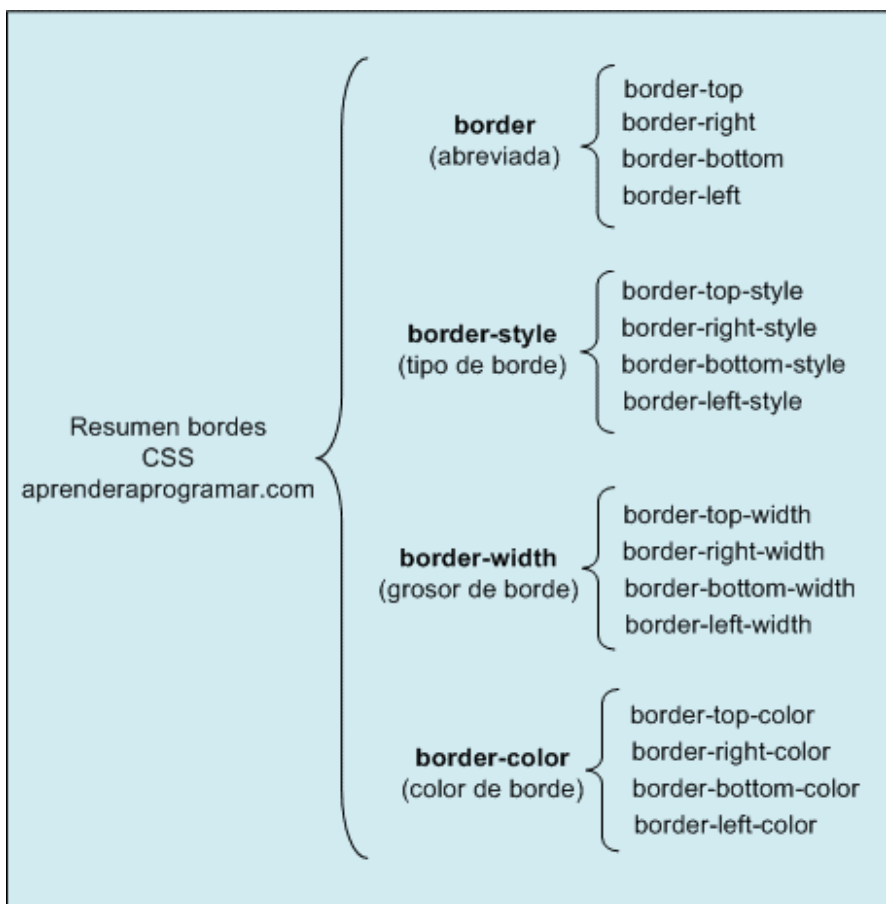 Resumen bordes
CSS
aprenderaprogramar.com
border
(abreviada)
border-top
border-right
border-bottom
border-left
border-style
(tipo de borde)
border-top-style
border-right-style
border-bottom-style
border-left-style
border-width
(grosor de borde)
border-top-width
border-right-width
border-bottom-width
border-left-width
border-color
(color de borde)
border-top-color
border-right-color
border-bottom-color
border-left-color